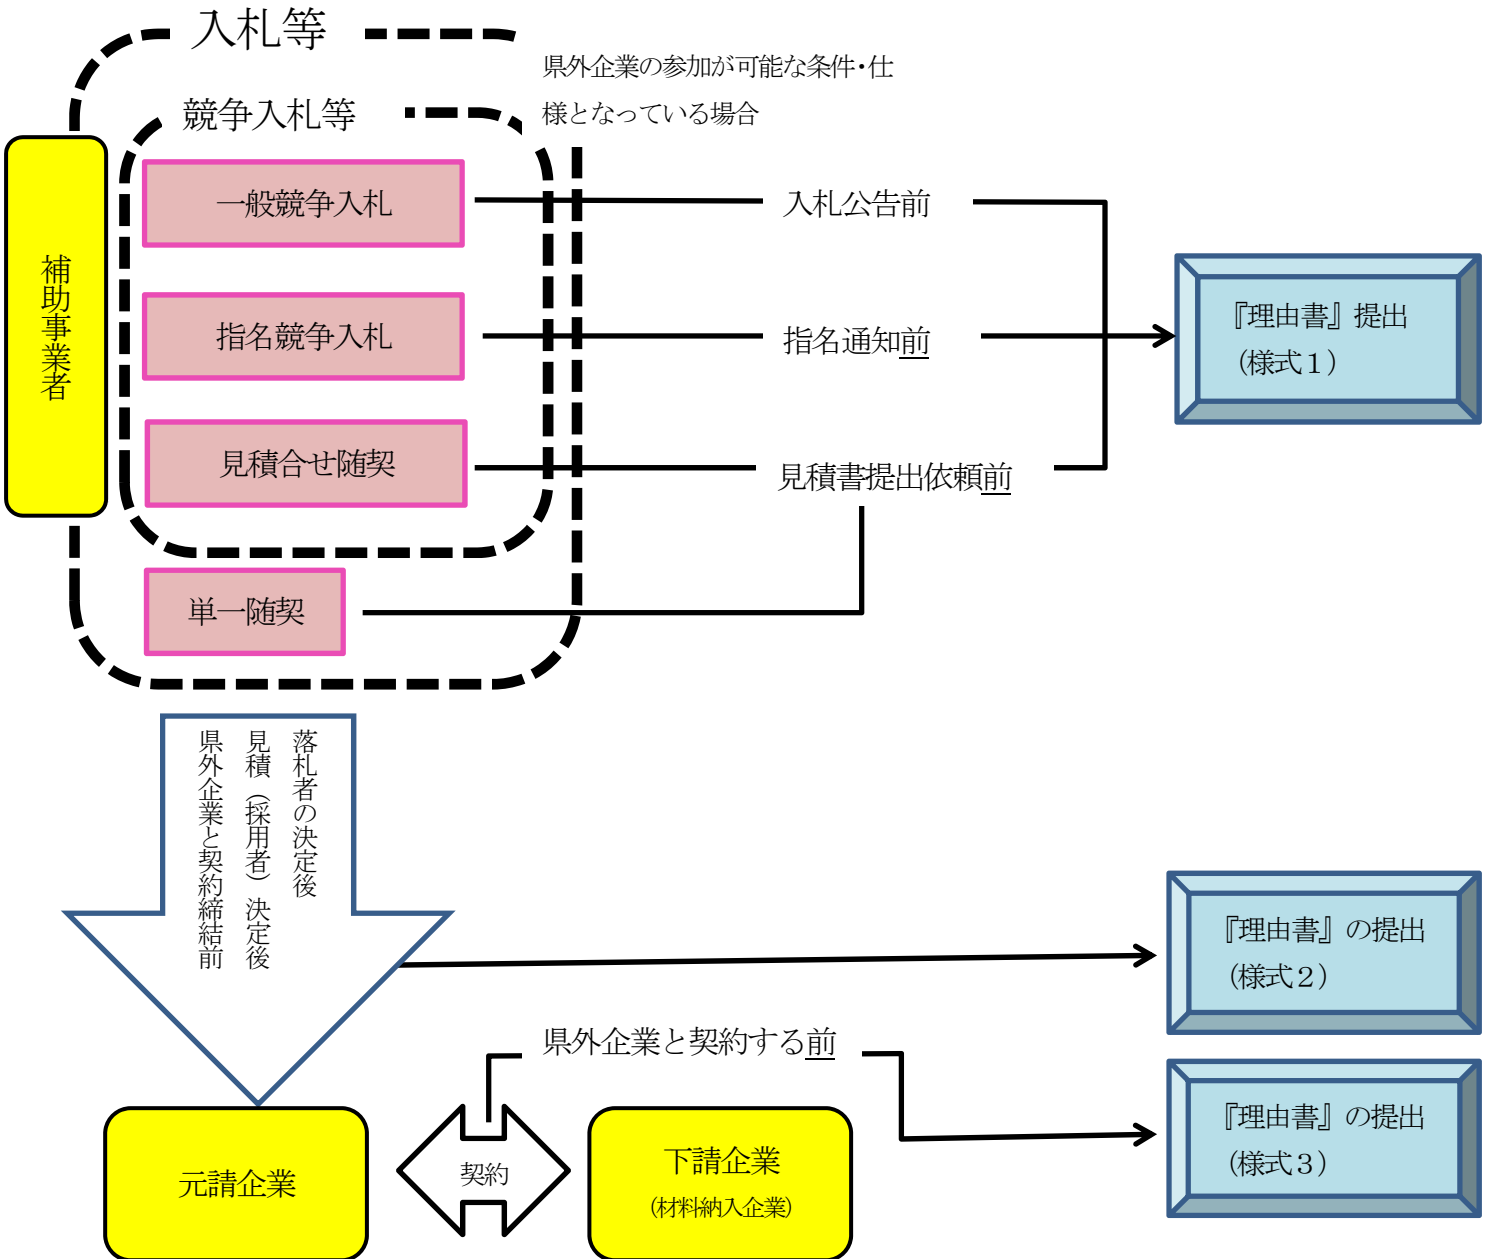 入札等
県外企業の参加が可能な条件・仕
様となっている場合
競争入札等
補助事業者
一般競争入札
入札公告前
指名競争入札
指名通知前
『理由書』提出
（様式１）
見積合せ随契
見積書提出依頼前
単一随契
落札者の決定後
見積（採用者）決定後
県外企業と契約締結前
『理由書』の提出
（様式２）
県外企業と契約する前
『理由書』の提出
（様式３）
元請企業
契約
下請企業
（材料納入企業）